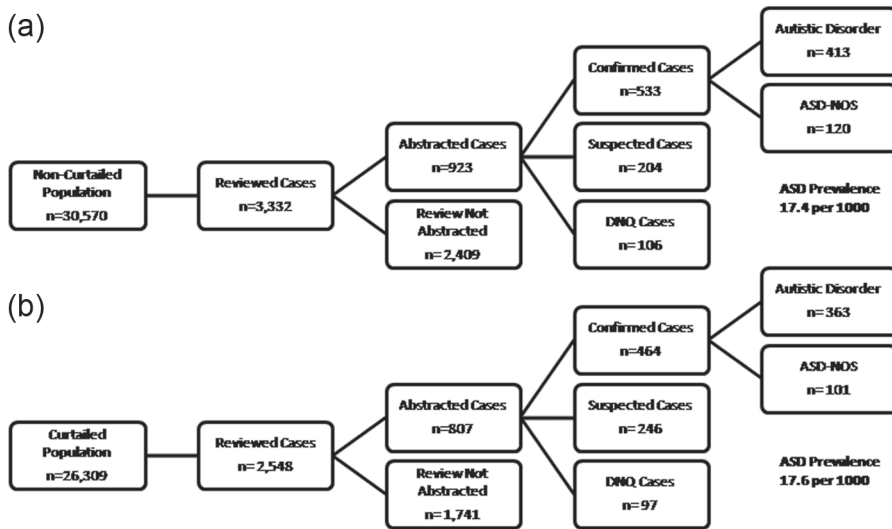 (a)
Non-Curtailed
Population
n=30,570
Reviewed Cases
n=3,332
Abstracted Cases
n=923
Review Not
Abstracted
n=2,409
Confirmed Cases
n=533
Suspected Cases
n=204
DNQ Cases
n=106
Autistic Disorder
n=413
ASD-NOS
n=120
ASD Prevalence
17.4 per 1000
(b)
Curtailed
Population
n=26,309
Reviewed Cases
n=2,548
Abstracted Cases
n=807
Review Not
Abstracted
n=1,741
Confirmed Cases
n=464
Suspected Cases
n=246
DNQ Cases
n=97
Autistic Disorder
n=363
ASD-NOS
n=101
ASD Prevalence
17.6 per 1000